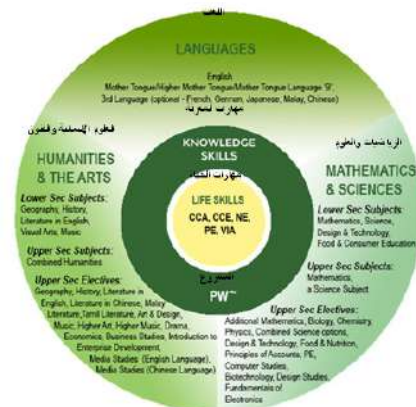 اللغات
LANGUAGES
English
Mother Tongue/Higher Mother Tongue/Mother Tongue Language 'B',
3rd Language (optional - French, German, Japanese, Malay, Chinese)
مهارات المعرفة
العلوم الإنسانية والفنون
HUMANITIES
& THE ARTS
Lower Sec Subjects:
Geography, History,
Literature in English,
Visual Arts, Music
Upper Sec Subjects:
Combined Humanities
Upper Sec Electives:
Geography, History, Literature in
English, Literature in Chinese, Malay
Literature, Tamil Literature, Art & Design,
Music, Higher Art, Higher Music, Drama,
Economics, Business Studies, Introduction to
Enterprise Development,
Media Studies (English Language),
Media Studies (Chinese Language)
KNOWLEDGE
SKILLS
مهارات الحياة
LIFE SKILLS
CCA, CCE, NE,
PE, VIA
المشروع
PW
الرياضيات والعلوم
MATHEMATICS
& SCIENCES
Lower Sec Subjects:
Mathematics, Science,
Design & Technology,
Food & Consumer Education
Upper Sec Subjects:
Mathematics,
a Science Subject
Upper Sec Electives:
Additional Mathematics, Biology, Chemistry,
Physics, Combined Science options,
Design & Technology, Food & Nutrition,
Principles of Accounts, PE,
Computer Studies,
Biotechnology, Design Studies,
Fundamentals of
Electronics